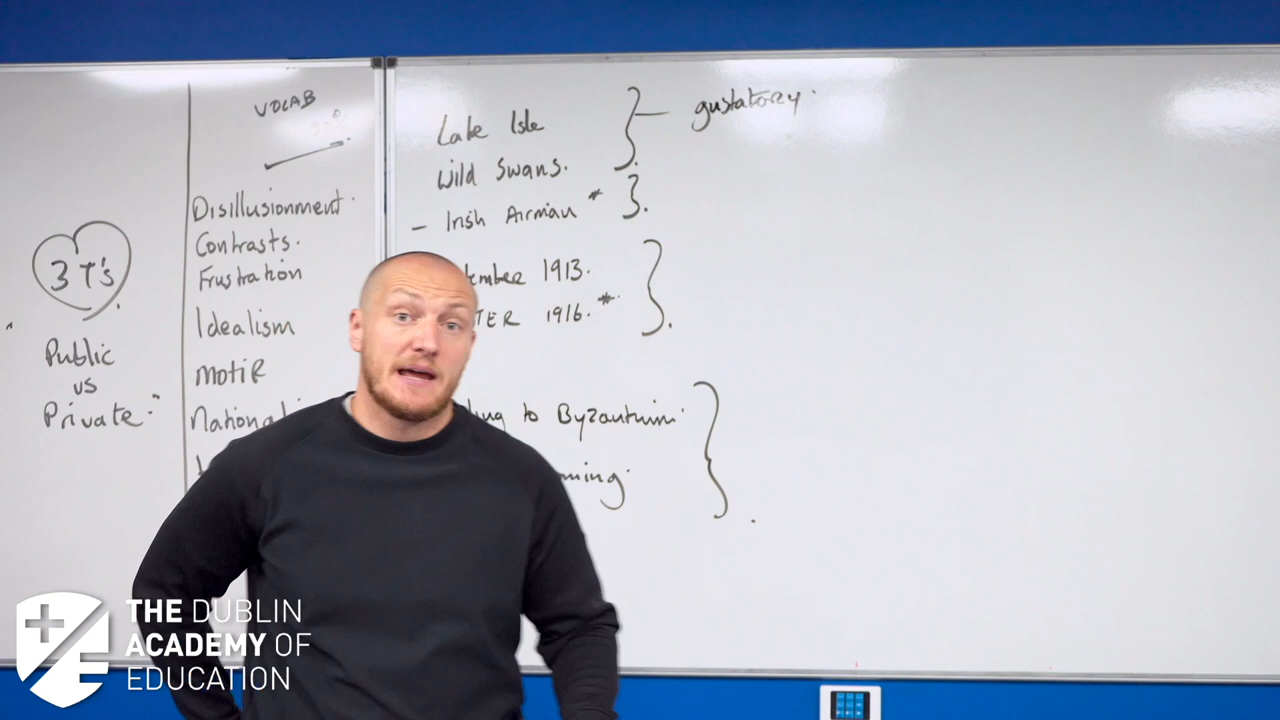 3 T's
Public
vs
Private."
VOCAB
Disillusionment.
Contrasts.
Frustration
Idealism
Motif
Lake Isle
Wild Swans.
- Irish Airman *
1913.
1916. *
to Byzantium
gustatory.
THE DUBLIN
ACADEMY OF
EDUCATION